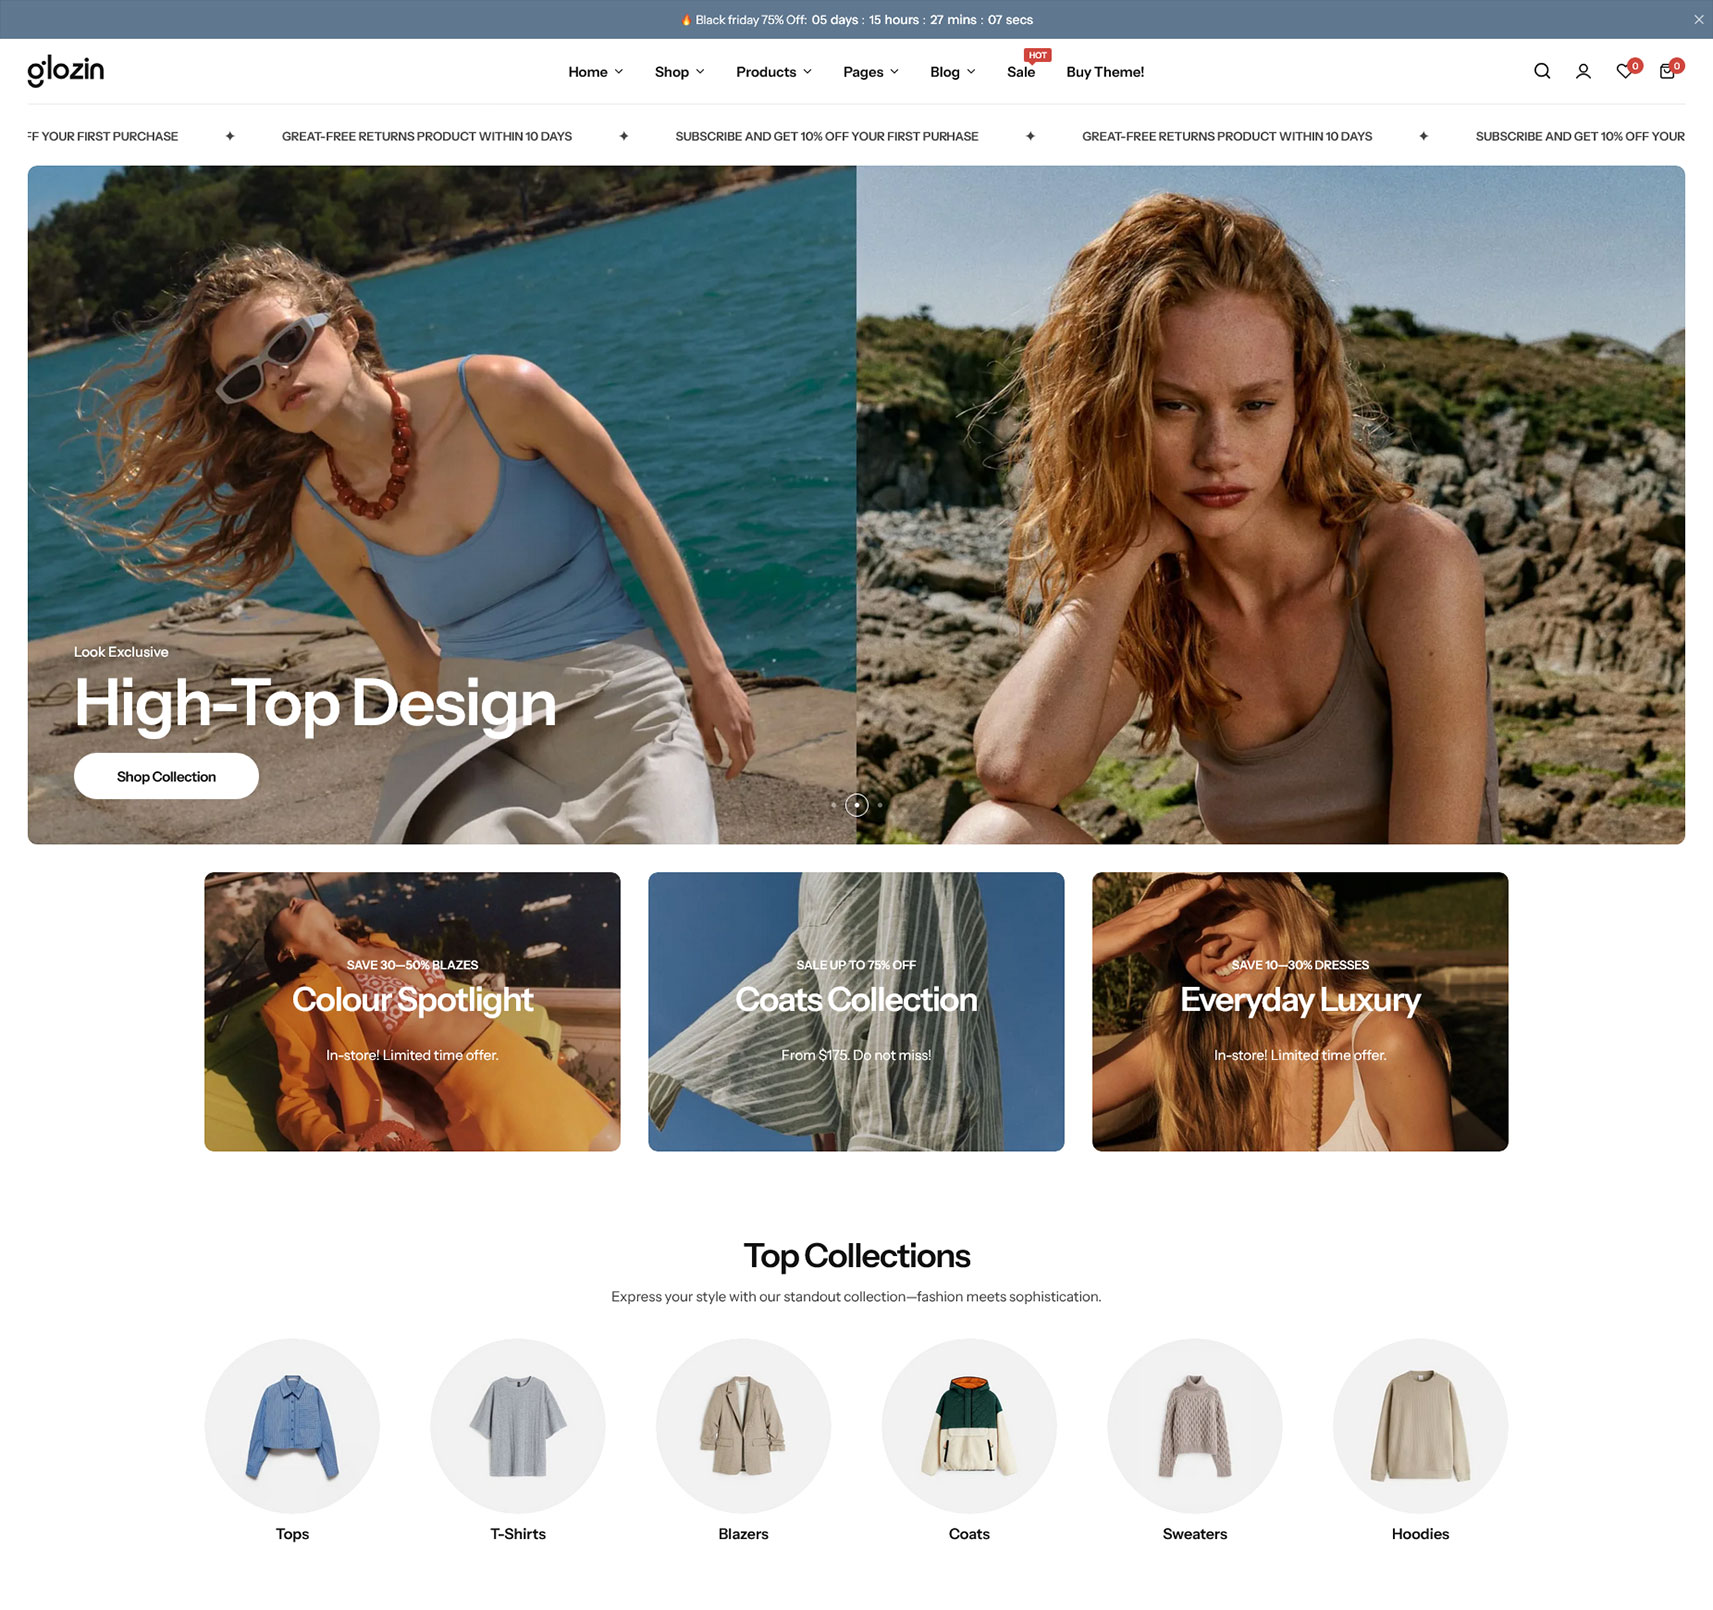 🔥 Black friday 75% Off: 05 days : 15 hours : 27 mins : 07 secs
glozin
Home Shop Products Pages Blog Sale HOT Buy Theme!
0 0
FF YOUR FIRST PURCHASE ✦ GREAT-FREE RETURNS PRODUCT WITHIN 10 DAYS ✦ SUBSCRIBE AND GET 10% OFF YOUR FIRST PURHASE ✦ GREAT-FREE RETURNS PRODUCT WITHIN 10 DAYS ✦ SUBSCRIBE AND GET 10% OFF YOUR
Look Exclusive
High-Top Design
Shop Collection
SAVE 30—50% BLAZES
Colour Spotlight
In-store! Limited time offer.
SALE UP TO 75% OFF
Coats Collection
From $175. Do not miss!
SAVE 10—30% DRESSES
Everyday Luxury
In-store! Limited time offer.
Top Collections
Express your style with our standout collection—fashion meets sophistication.
Tops
T-Shirts
Blazers
Coats
Sweaters
Hoodies